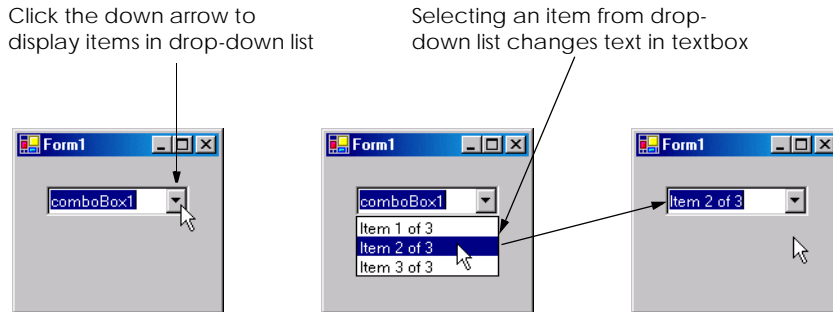 Click the down arrow to
display items in drop-down list
Selecting an item from drop-
down list changes text in textbox
Form1
comboBox1
Form1
comboBox1
Item 1 of 3
Item 2 of 3
Item 3 of 3
Form1
Item 2 of 3